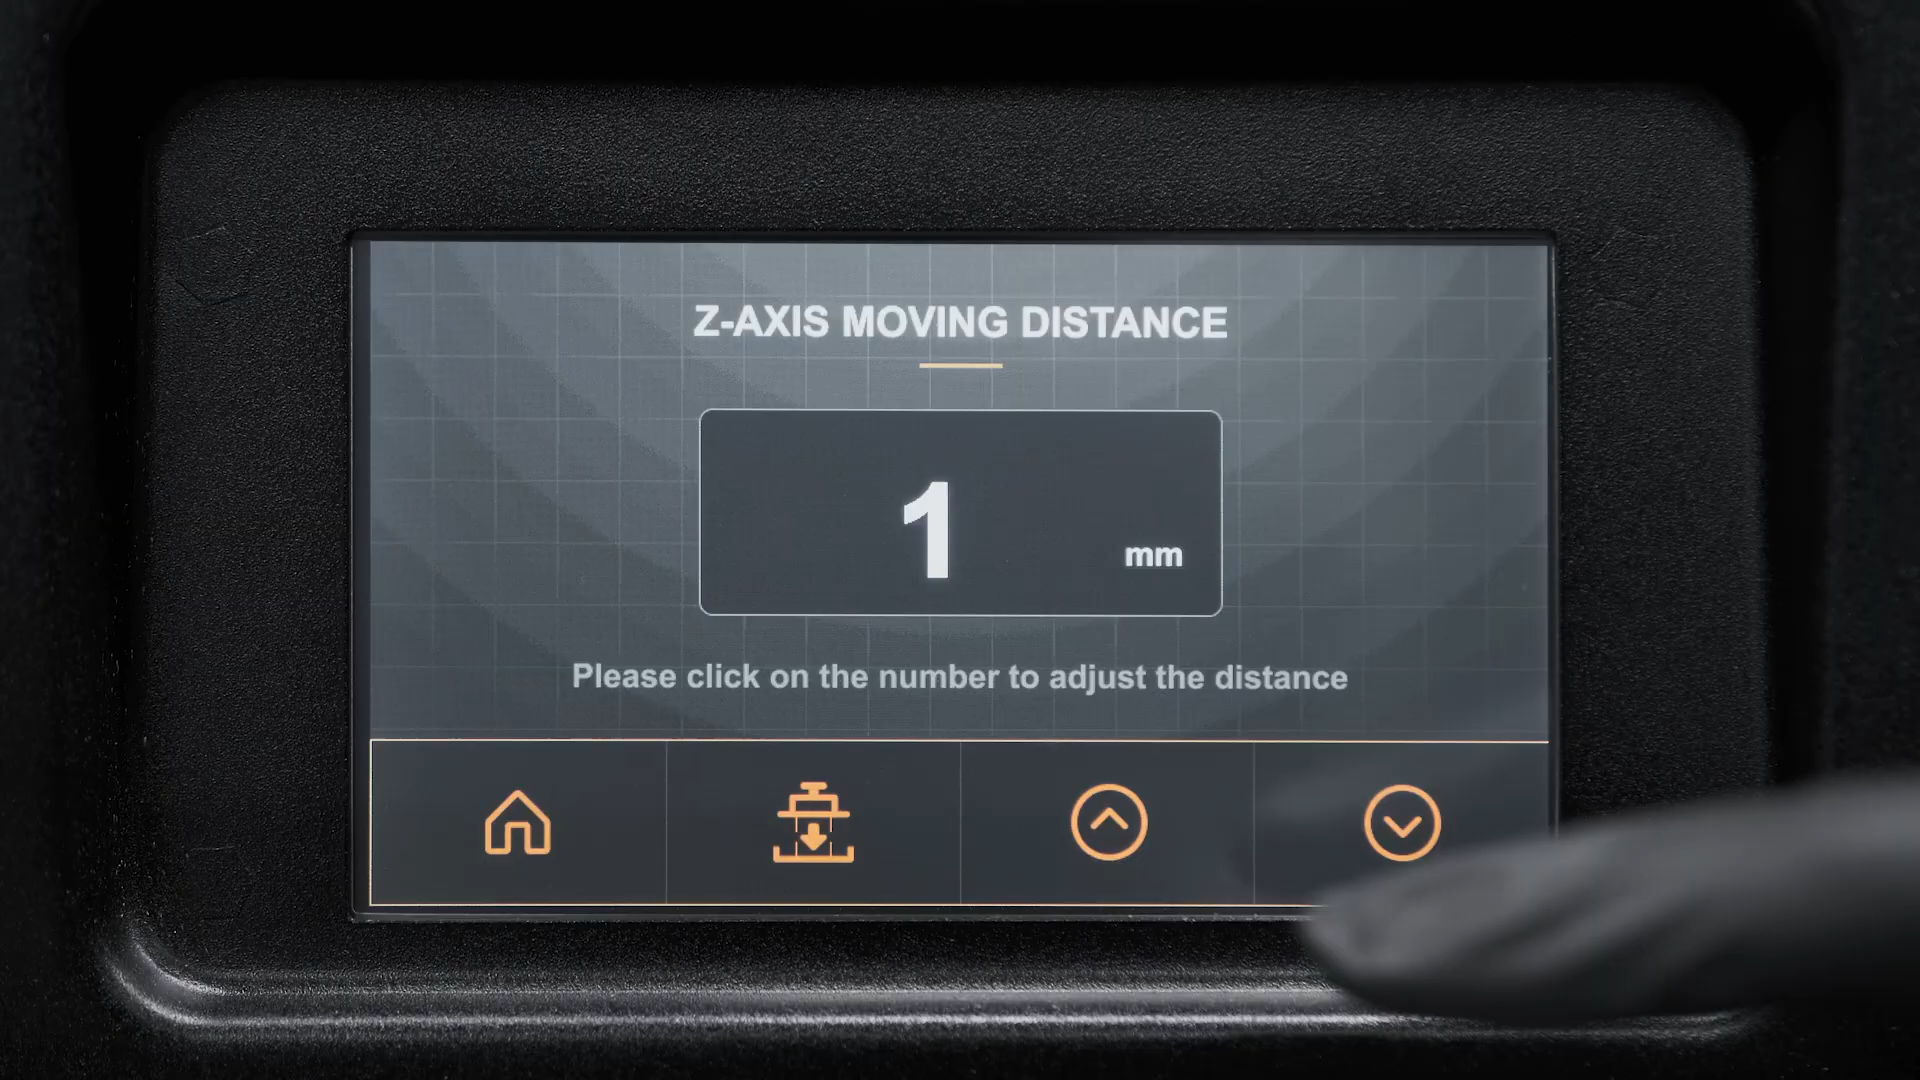 Z-AXIS MOVING DISTANCE
1 mm
Please click on the number to adjust the distance